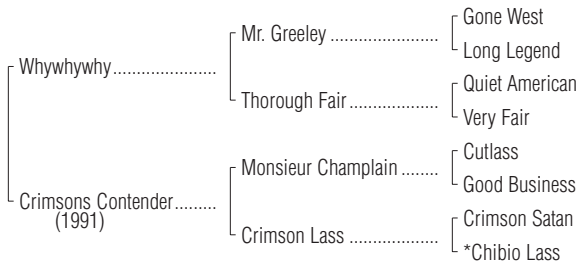 Gone West
Mr. Greeley ....................
Long Legend
Whywhywhy....................
Quiet American
Thorough Fair..................
Very Fair
Cutlass
Monsieur Champlain ........
Good Business
Crimsons Contender.........
(1991)
Crimson Satan
Crimson Lass ..................
*Chibio Lass